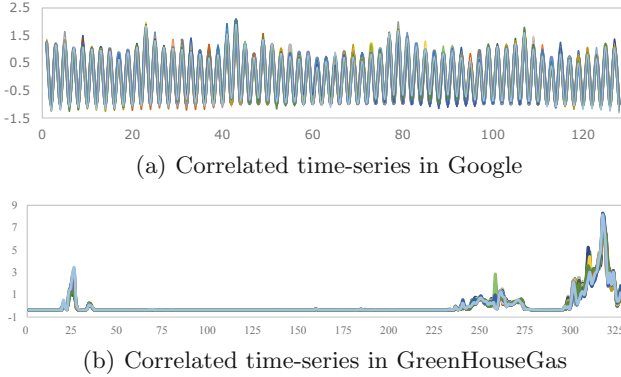 2.5
1.5
0.5
-0.5
-1.5
0 20 40 60 80 100 120
(a) Correlated time-series in Google
9
7
5
3
1
-1
0 25 50 75 100 125 150 175 200 225 250 275 300 325
(b) Correlated time-series in GreenHouseGas